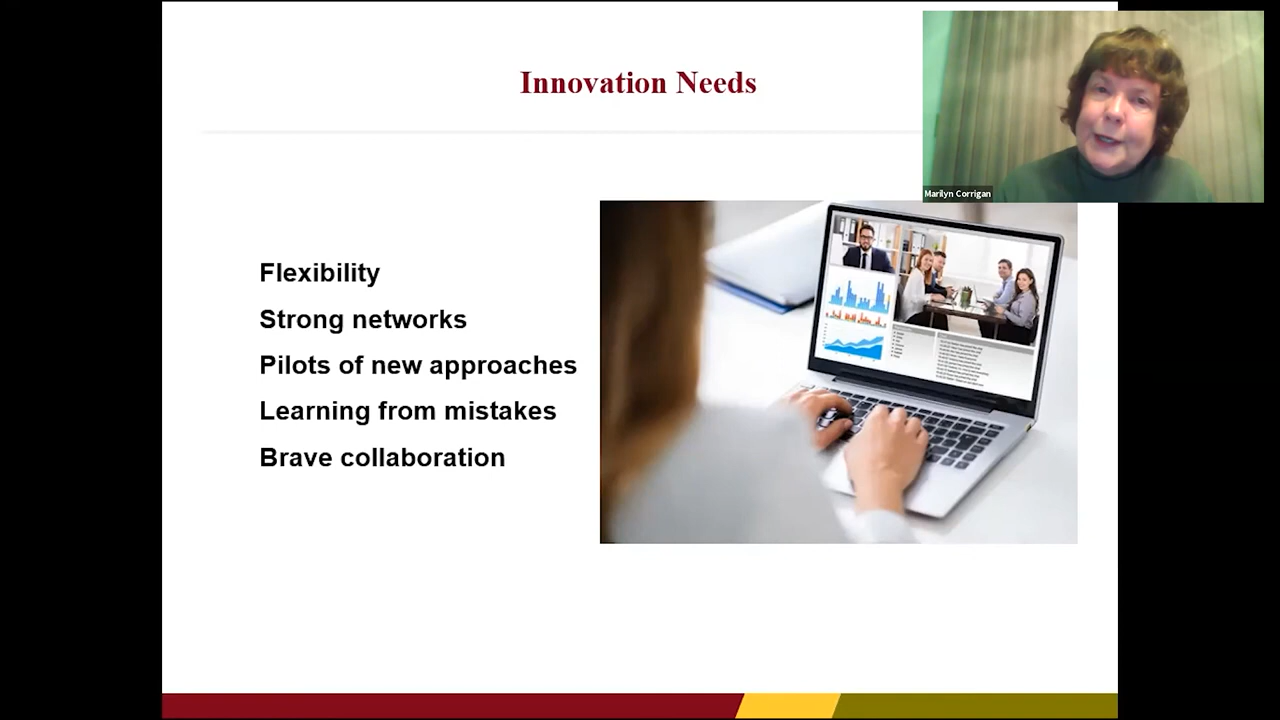 Innovation Needs
Marilyn Corrigan
Flexibility
Strong networks
Pilots of new approaches
Learning from mistakes
Brave collaboration